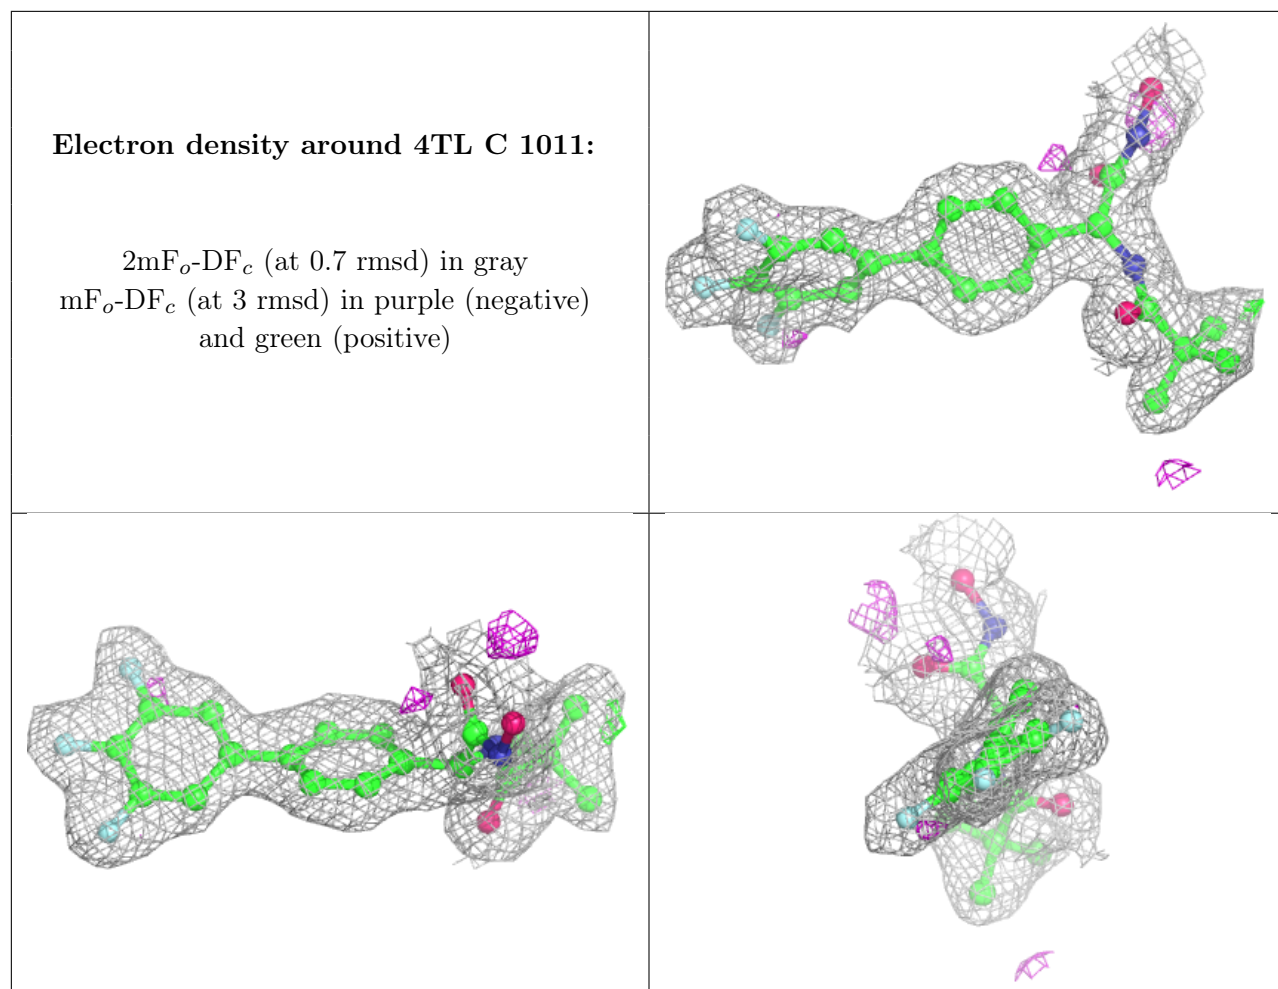 Electron density around 4TL C 1011:
2mFo-DFc (at 0.7 rmsd) in gray
mFo-DFc (at 3 rmsd) in purple (negative)
and green (positive)